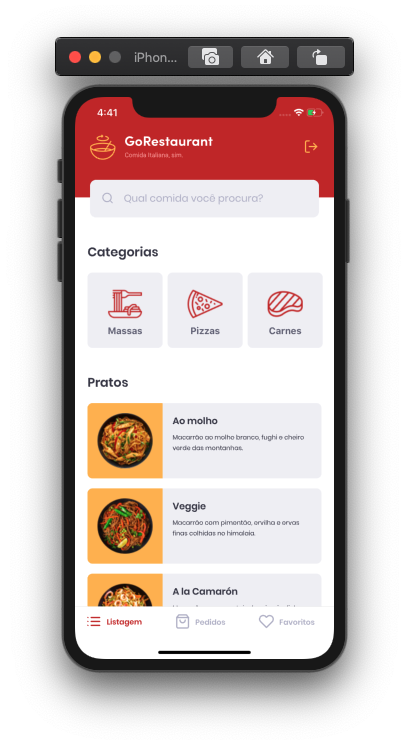 iPhon...
4:41
GoRestaurant
Comida Italiana, sim.
Qual comida você procura?
Categorias
Massas Pizzas Carnes
Pratos
Ao molho
Macarrão ao molho branco, fughi e cheiro
verde das montanhas.
Veggie
Macarrão com pimentão, ervilha e ervas
finas colhidas no himalaia.
A la Camarón
Listagem Pedidos Favoritos